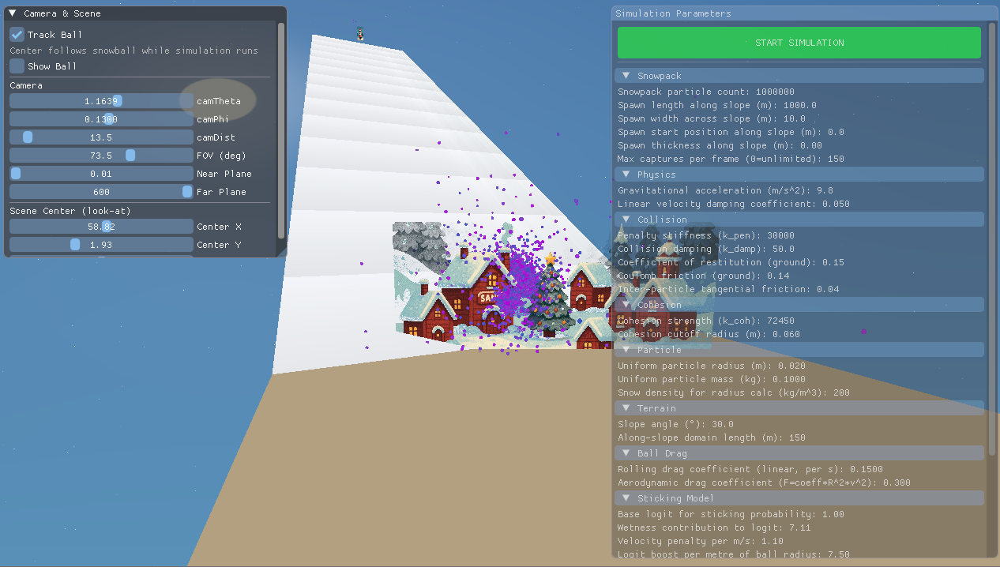 Camera & Scene
Track Ball
Center follows snowball while simulation runs
Show Ball
Camera
1.1639 camTheta
0.1300 camPhi
13.5 camDist
73.5 FOV (deg)
0.01 Near Plane
600 Far Plane
Scene Center (look-at)
58.82 Center X
1.93 Center Y
SAN
Simulation Parameters
START SIMULATION
Snowpack
Snowpack particle count: 1000000
Spawn length along slope (m): 1000.0
Spawn width across slope (m): 10.0
Spawn start position along slope (m): 0.0
Spawn thickness along slope (m): 0.00
Max captures per frame (0=unlimited): 150
Physics
Gravitational acceleration (m/s^2): 9.8
Linear velocity damping coefficient: 0.050
Collision
Penalty stiffness (k_pen): 30000
Collision damping (k_damp): 50.0
Coefficient of restitution (ground): 0.15
Coulomb friction (ground): 0.14
Inter-particle tangential friction: 0.04
Cohesion
Cohesion strength (k_coh): 72450
Cohesion cutoff radius (m): 0.060
Particle
Uniform particle radius (m): 0.020
Uniform particle mass (kg): 0.1000
Snow density for radius calc (kg/m^3): 200
Terrain
Slope angle (°): 30.0
Along-slope domain length (m): 150
Ball Drag
Rolling drag coefficient (linear, per s): 0.1500
Aerodynamic drag coefficient (F=coeff*R^2*v^2): 0.300
Sticking Model
Base logit for sticking probability: 1.00
Wetness contribution to logit: 7.11
Velocity penalty per m/s: 1.10
Logit boost per metre of ball radius: 7.50